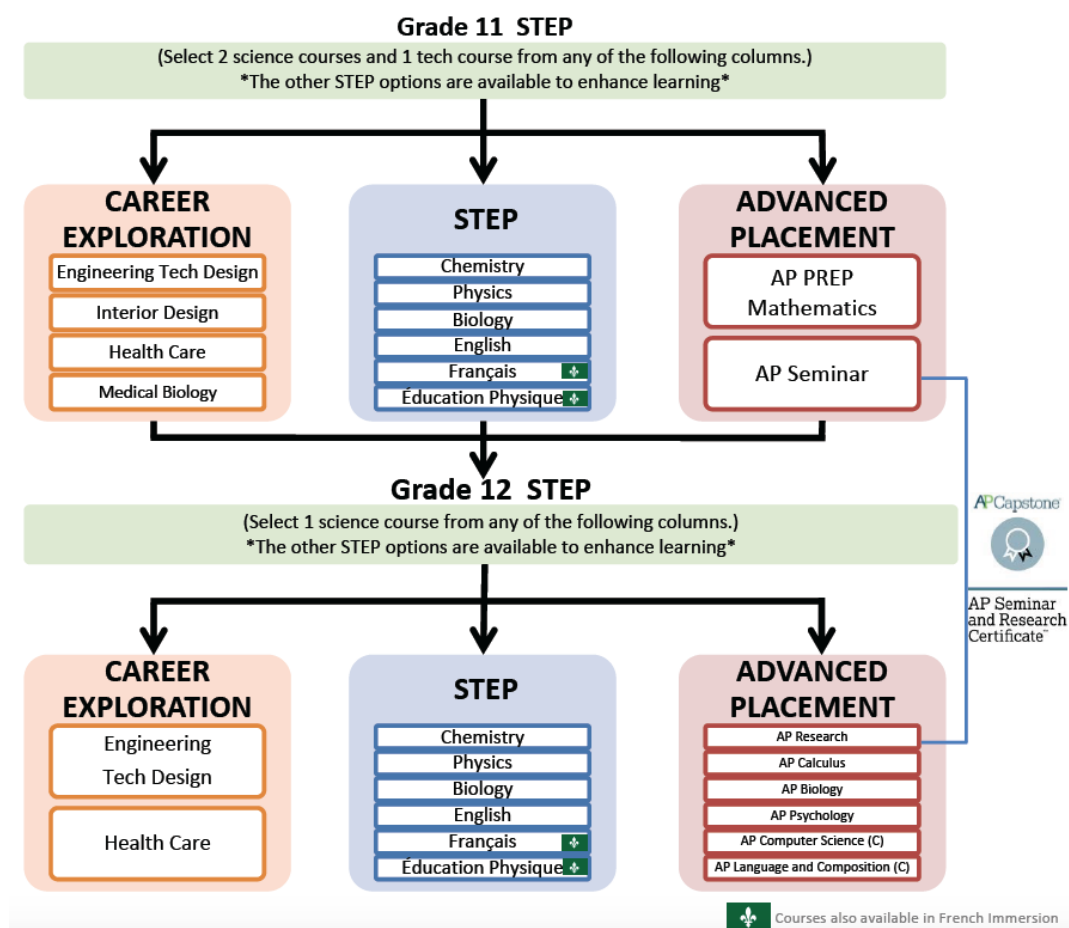 Grade 11 STEP
(Select 2 science courses and 1 tech course from any of the following columns.)
*The other STEP options are available to enhance learning*
CAREER
EXPLORATION
Engineering Tech Design
Interior Design
Health Care
Medical Biology
STEP
Chemistry
Physics
Biology
English
Français
Éducation Physique
ADVANCED
PLACEMENT
AP PREP
Mathematics
AP Seminar
Grade 12 STEP
(Select 1 science course from any of the following columns.)
*The other STEP options are available to enhance learning*
APCapstone
AP Seminar
and Research
Certificate™
CAREER
EXPLORATION
Engineering
Tech Design
Health Care
STEP
Chemistry
Physics
Biology
English
Français
Éducation Physique
ADVANCED
PLACEMENT
AP Research
AP Calculus
AP Biology
AP Psychology
AP Computer Science (C)
AP Language and Composition (C)
Courses also available in French Immersion